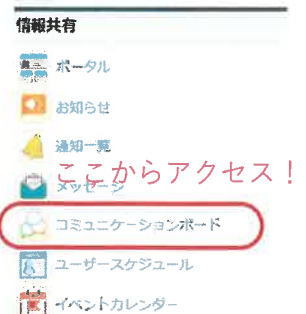 情報共有
ポータル
お知らせ
通知一覧
ここからアクセス！
メッセージ
コミュニケーションボード
ユーザースケジュール
イベントカレンダー